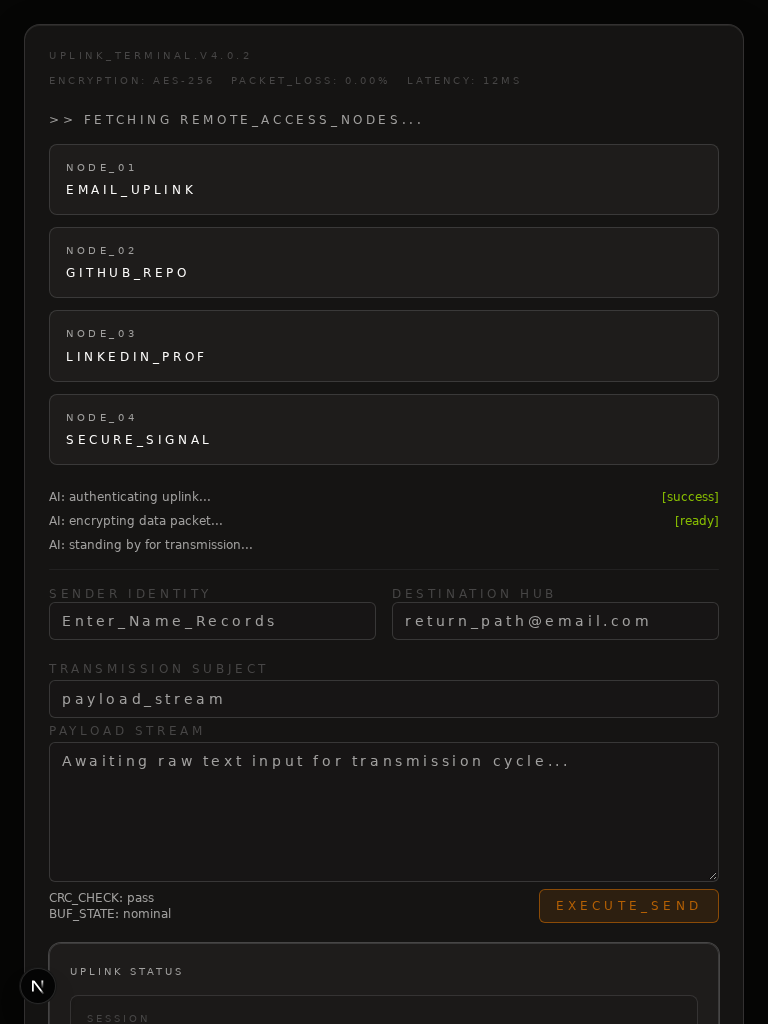 UPLINK_TERMINAL.V4.0.2
ENCRYPTION: AES-256 PACKET_LOSS: 0.00% LATENCY: 12MS
>> FETCHING REMOTE_ACCESS_NODES...
NODE_01
EMAIL_UPLINK
NODE_02
GITHUB_REPO
NODE_03
LINKEDIN_PROF
NODE_04
SECURE_SIGNAL
AI: authenticating uplink... [success]
AI: encrypting data packet... [ready]
AI: standing by for transmission...
SENDER IDENTITY DESTINATION HUB
Enter_Name_Records return_path@email.com
TRANSMISSION SUBJECT
payload_stream
PAYLOAD STREAM
Awaiting raw text input for transmission cycle...
CRC_CHECK: pass
BUF_STATE: nominal
EXECUTE_SEND
UPLINK STATUS
N
SESSION